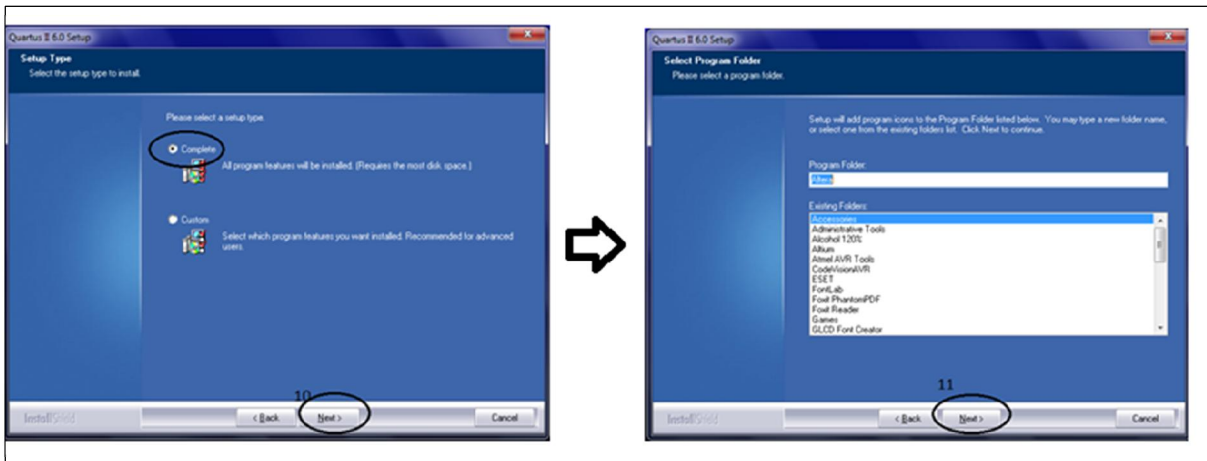 Quartus II 6.0 Setup
Setup Type
Select the setup type to install.
Please select a setup type.
Complete
All program features will be installed. (Requires the most disk space.)
Custom
Select which program features you want installed. Recommended for advanced
users.
10
InstallShield
< Back
Next >
Cancel
Quartus II 6.0 Setup
Select Program Folder
Please select a program folder.
Setup will add program icons to the Program Folder listed below. You may type a new folder name,
or select one from the existing folders list. Click Next to continue.
Program Folder:
Altera
Existing Folders:
Accessories
Administrative Tools
Alcohol 120%
Altium
Atmel AVR Tools
CodeVisionAVR
ESET
FontLab
Foxit PhantomPDF
Foxit Reader
Games
GLCD Font Creator
11
InstallShield
< Back
Next >
Cancel